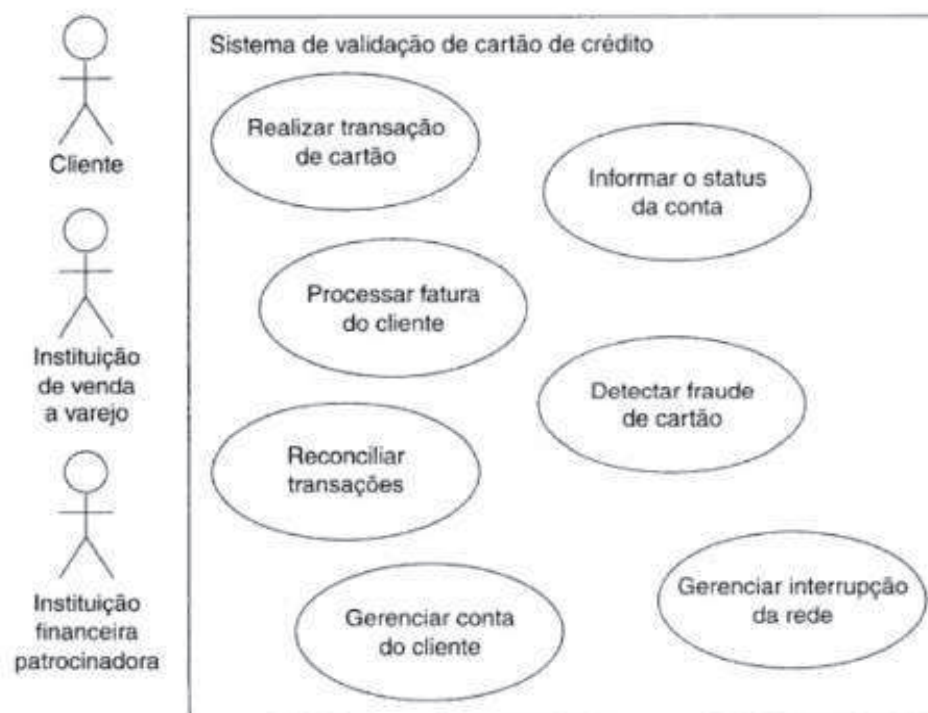 Sistema de validação de cartão de crédito
Cliente
Realizar transação
de cartão
Informar o status
da conta
Instituição
de venda
a varejo
Processar fatura
do cliente
Detectar fraude
de cartão
Reconciliar
transações
Instituição
financeira
patrocinadora
Gerenciar conta
do cliente
Gerenciar interrupção
da rede